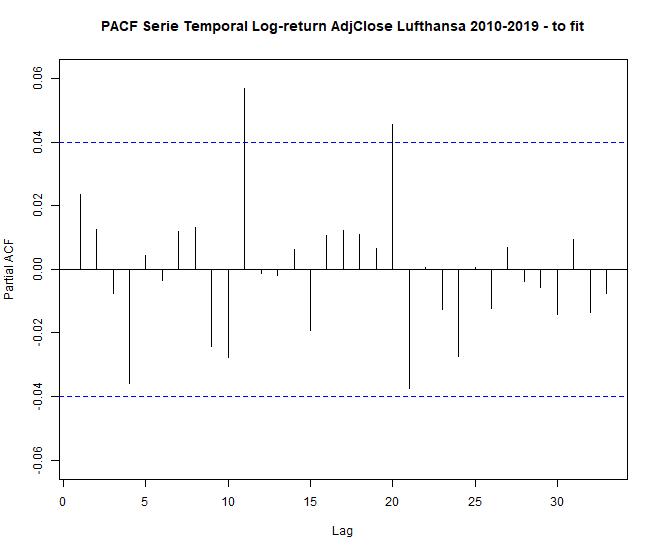 PACF Serie Temporal Log-return AdjClose Lufthansa 2010-2019 - to fit
Partial ACF
0.06
0.04
0.02
0.00
-0.02
-0.04
-0.06
0 5 10 15 20 25 30
Lag